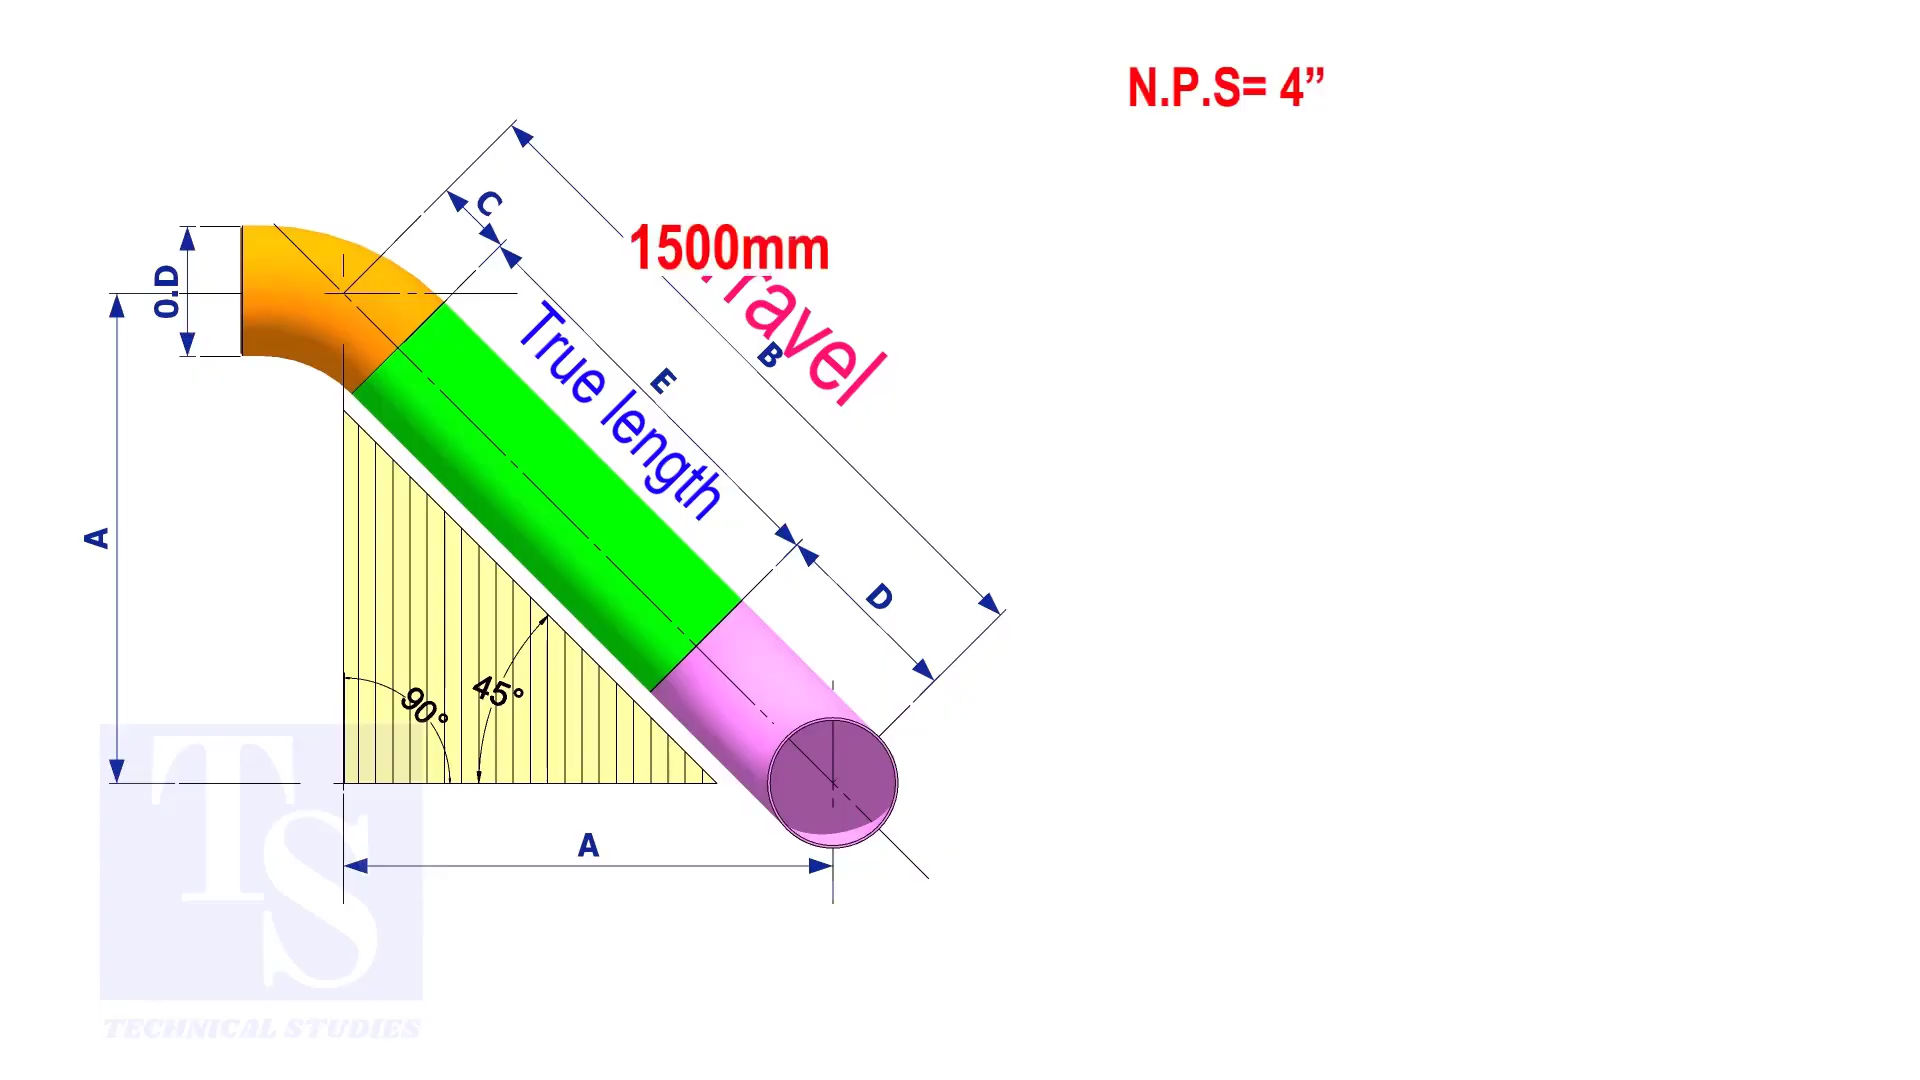 N.P.S= 4”
C
1500mm
Travel
O.D
True length
E
B
A
D
45°
90°
A
TS
TECHNICAL STUDIES